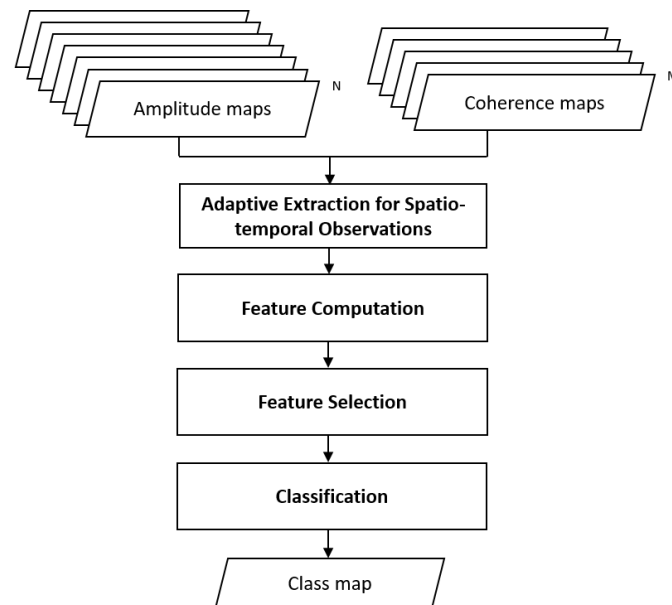 N
Amplitude maps
Coherence maps
Adaptive Extraction for Spatio-
temporal Observations
Feature Computation
Feature Selection
Classification
Class map